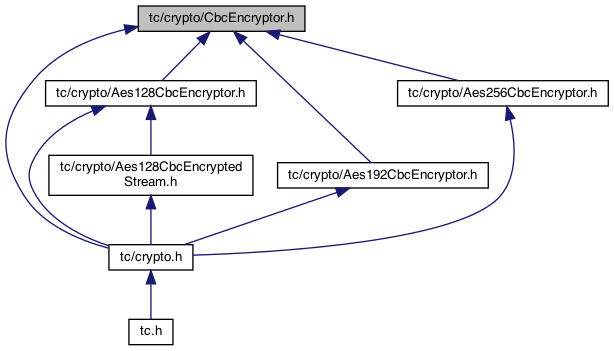 tc/crypto/CbcEncryptor.h
tc/crypto/Aes128CbcEncryptor.h
tc/crypto/Aes256CbcEncryptor.h
tc/crypto/Aes128CbcEncrypted
Stream.h
tc/crypto/Aes192CbcEncryptor.h
tc/crypto.h
tc.h